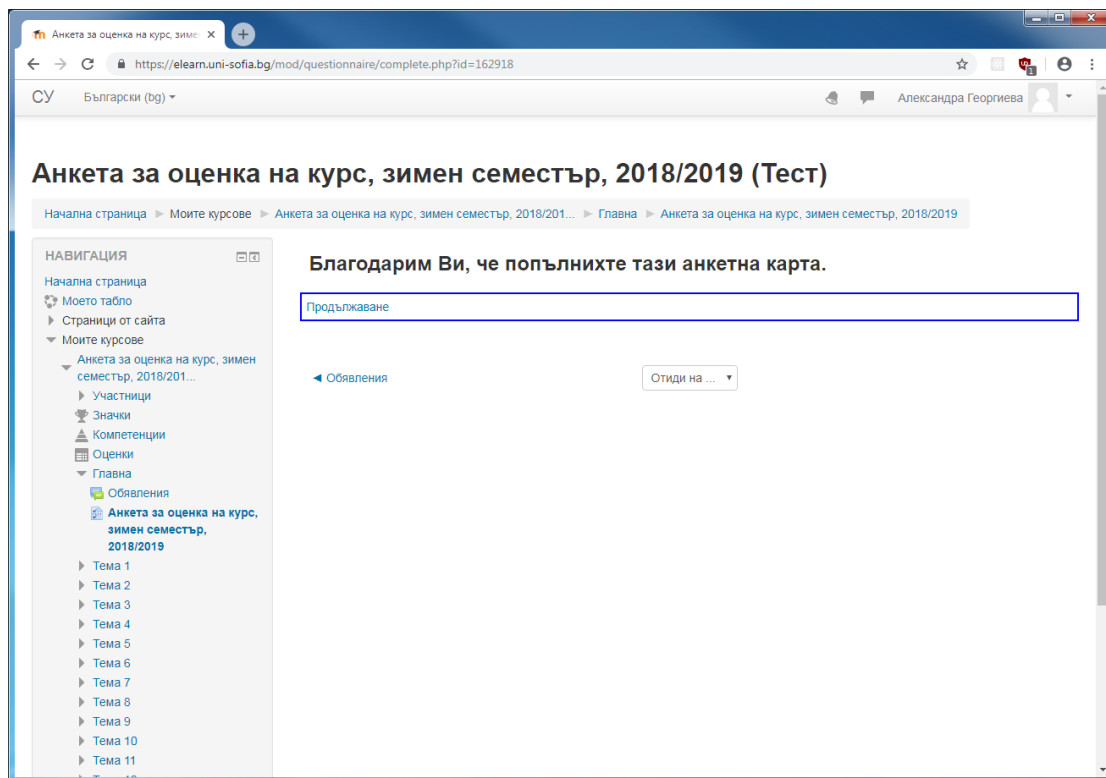 Анкета за оценка на курс, зиме
https://elearn.uni-sofia.bg/mod/questionnaire/complete.php?id=162918
1
СУ
Български (bg)
Александра Георгиева
Анкета за оценка на курс, зимен семестър, 2018/2019 (Тест)
Начална страница
Моите курсове
Анкета за оценка на курс, зимен семестър, 2018/201...
Главна
Анкета за оценка на курс, зимен семестър, 2018/2019
НАВИГАЦИЯ
Начална страница
Моето табло
Страници от сайта
Моите курсове
Анкета за оценка на курс, зимен
семестър, 2018/201...
Участници
Значки
Компетенции
Оценки
Главна
Обявления
Анкета за оценка на курс,
зимен семестър,
2018/2019
Тема 1
Тема 2
Тема 3
Тема 4
Тема 5
Тема 6
Тема 7
Тема 8
Тема 9
Тема 10
Тема 11
Благодарим Ви, че попълнихте тази анкетна карта.
Продължаване
◄ Обявления
Отиди на ...